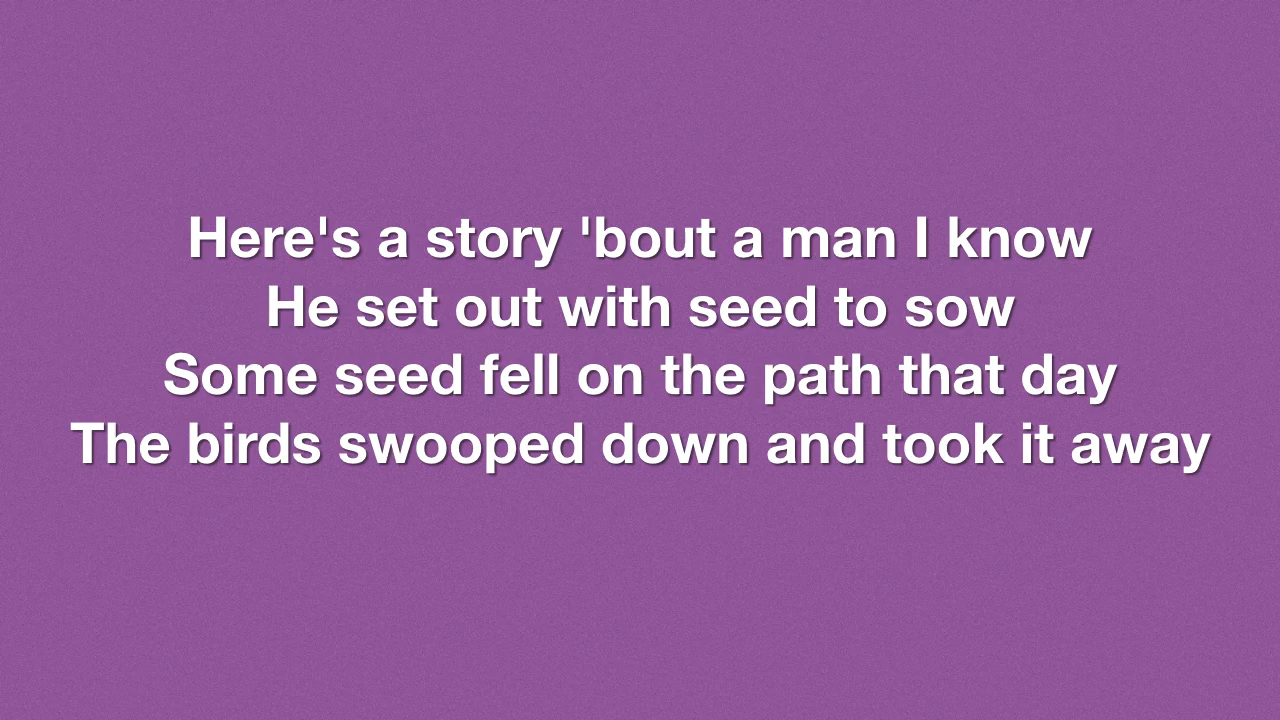 Here's a story 'bout a man I know
He set out with seed to sow
Some seed fell on the path that day
The birds swooped down and took it away